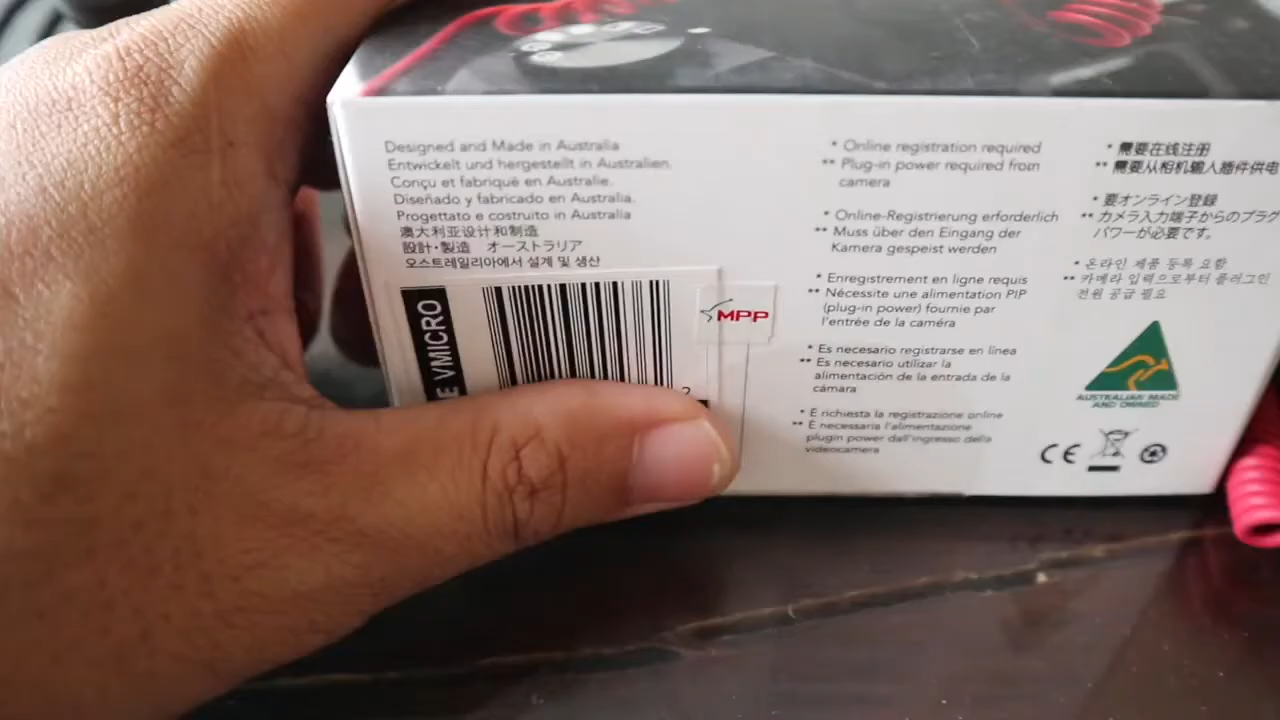 Designed and Made in Australia
Entwickelt und hergestellt in Australien.
Conçu et fabriqué en Australie.
Diseñado y fabricado en Australia.
Progettato e costruito in Australia
澳大利亚设计和制造
設計・製造 オーストラリア
오스트레일리아에서 설계 및 생산
E VMICRO
2
MPP
* Online registration required
** Plug-in power required from
camera
* Online-Registrierung erforderlich
** Muss über den Eingang der
Kamera gespeist werden
* Enregistrement en ligne requis
** Nécessite une alimentation PIP
(plug-in power) fournie par
l'entrée de la caméra
* Es necesario registrarse en línea
** Es necesario utilizar la
alimentación de la entrada de la
cámara
* È richiesta la registrazione online
** È necessaria l'alimentazione
plugin power dall'ingresso della
videocamera
* 需要在线注册
** 需要从相机输入插件供电
* 要オンライン登録
** カメラ入力端子からのプラグ
パワーが必要です。
* 온라인 제품 등록 요함
** 카메라 입력으로부터 플러그인
전원 공급 필요
AUSTRALIAN MADE
AND OWNED
CE